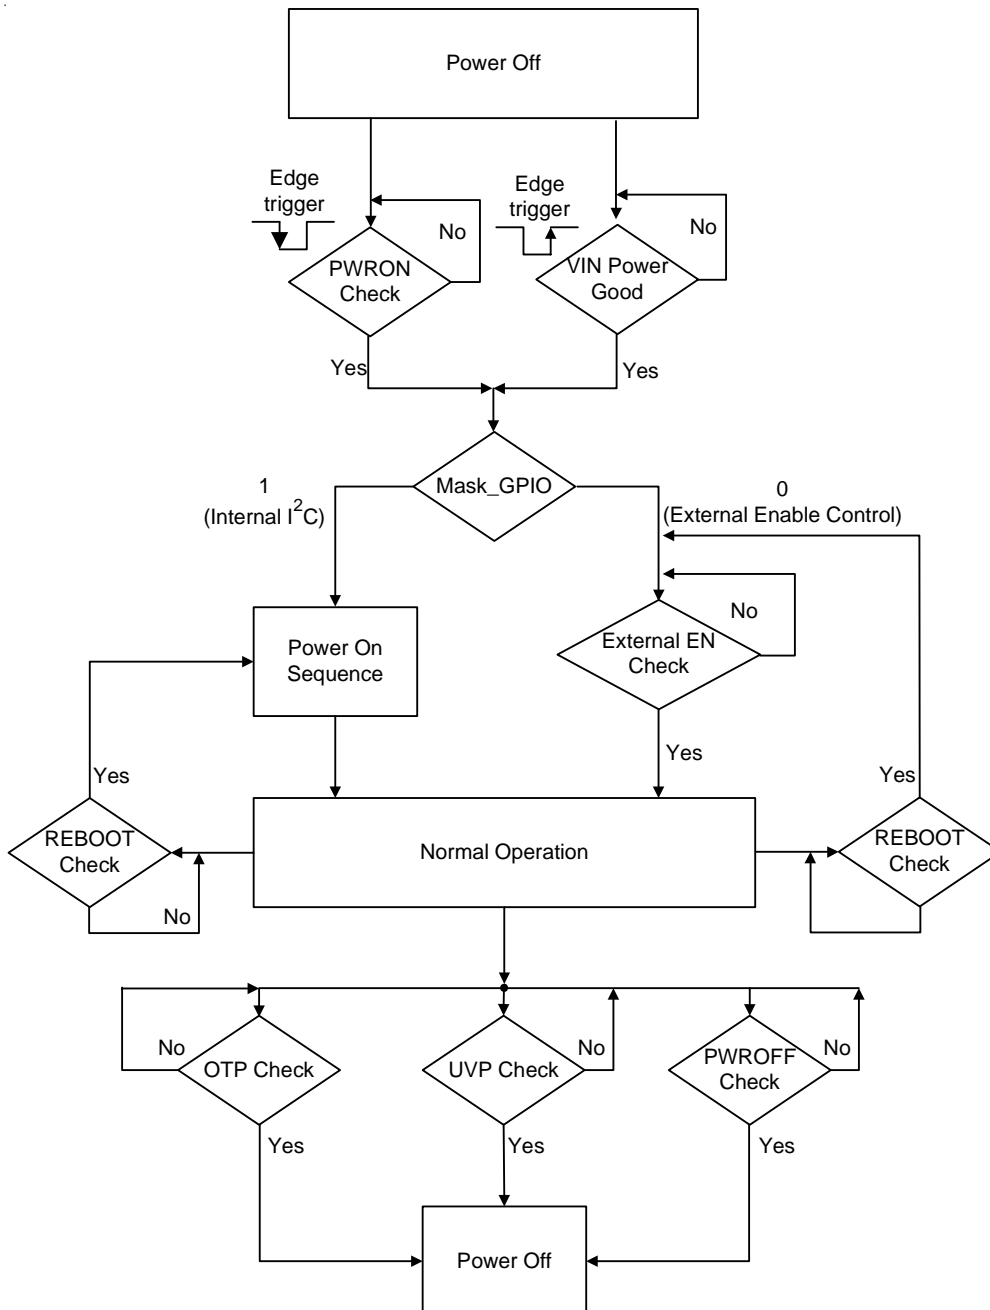 Power Off
Edge
trigger
No
PWRON
Check
Edge
trigger
No
VIN Power
Good
Yes
Yes
Mask_GPIO
1
(Internal I²C)
0
(External Enable Control)
Power On
Sequence
No
External EN
Check
Yes
Yes
Yes
REBOOT
Check
No
Normal Operation
REBOOT
Check
No
OTP Check
UVP Check
No
PWROFF
Check
No
Yes
Yes
Yes
Power Off